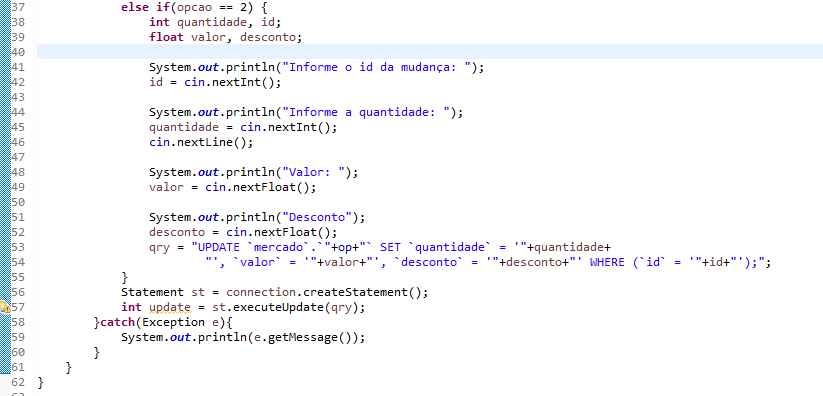 37 else if(opcao == 2) {
38 int quantidade, id;
39 float valor, desconto;
40
41 System.out.println("Informe o id da mudança: ");
42 id = cin.nextInt();
43
44 System.out.println("Informe a quantidade: ");
45 quantidade = cin.nextInt();
46 cin.nextLine();
47
48 System.out.println("Valor: ");
49 valor = cin.nextFloat();
50
51 System.out.println("Desconto");
52 desconto = cin.nextFloat();
53 qry = "UPDATE `mercado`.`"+op+"` SET `quantidade` = '"+quantidade+
54 "', `valor` = '"+valor+"', `desconto` = '"+desconto+"' WHERE (`id` = '"+id+"');";
55 }
56 Statement st = connection.createStatement();
57 int update = st.executeUpdate(qry);
58 }catch(Exception e){
59 System.out.println(e.getMessage());
60 }
61 }
62 }